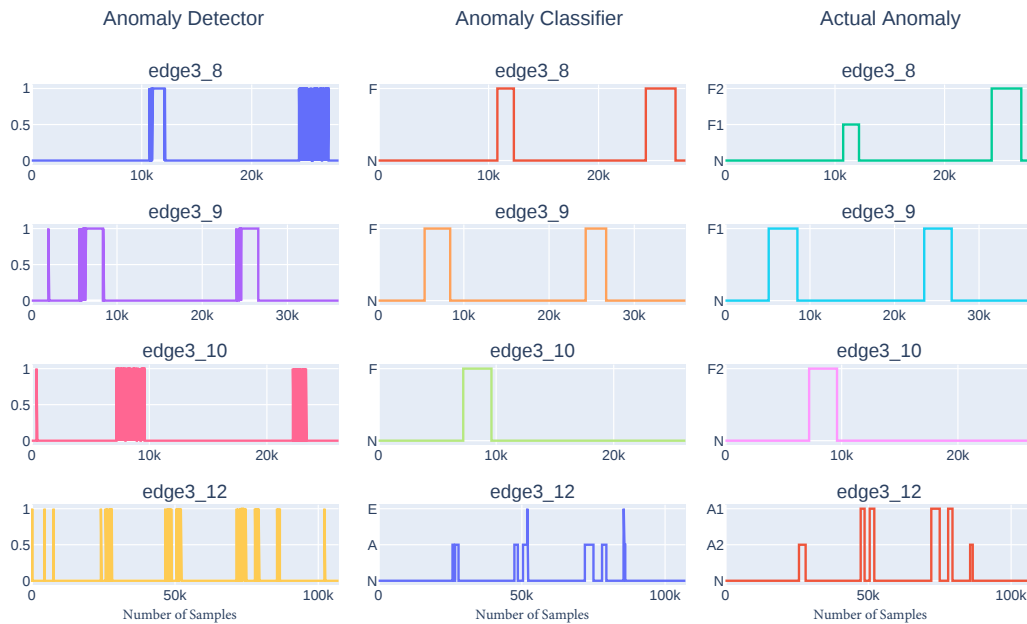 Anomaly Detector Anomaly Classifier Actual Anomaly
edge3_8 edge3_8 edge3_8
1 F F2
0.5 F1
0 N N
0 10k 20k 0 10k 20k 0 10k 20k
edge3_9 edge3_9 edge3_9
1 F F1
0.5
0 N N
0 10k 20k 30k 0 10k 20k 30k 0 10k 20k 30k
edge3_10 edge3_10 edge3_10
1 F F2
0.5
0 N N
0 10k 20k 0 10k 20k 0 10k 20k
edge3_12 edge3_12 edge3_12
1 E A1
0.5 A A2
0 N N
0 50k 100k 0 50k 100k 0 50k 100k
Number of Samples Number of Samples Number of Samples